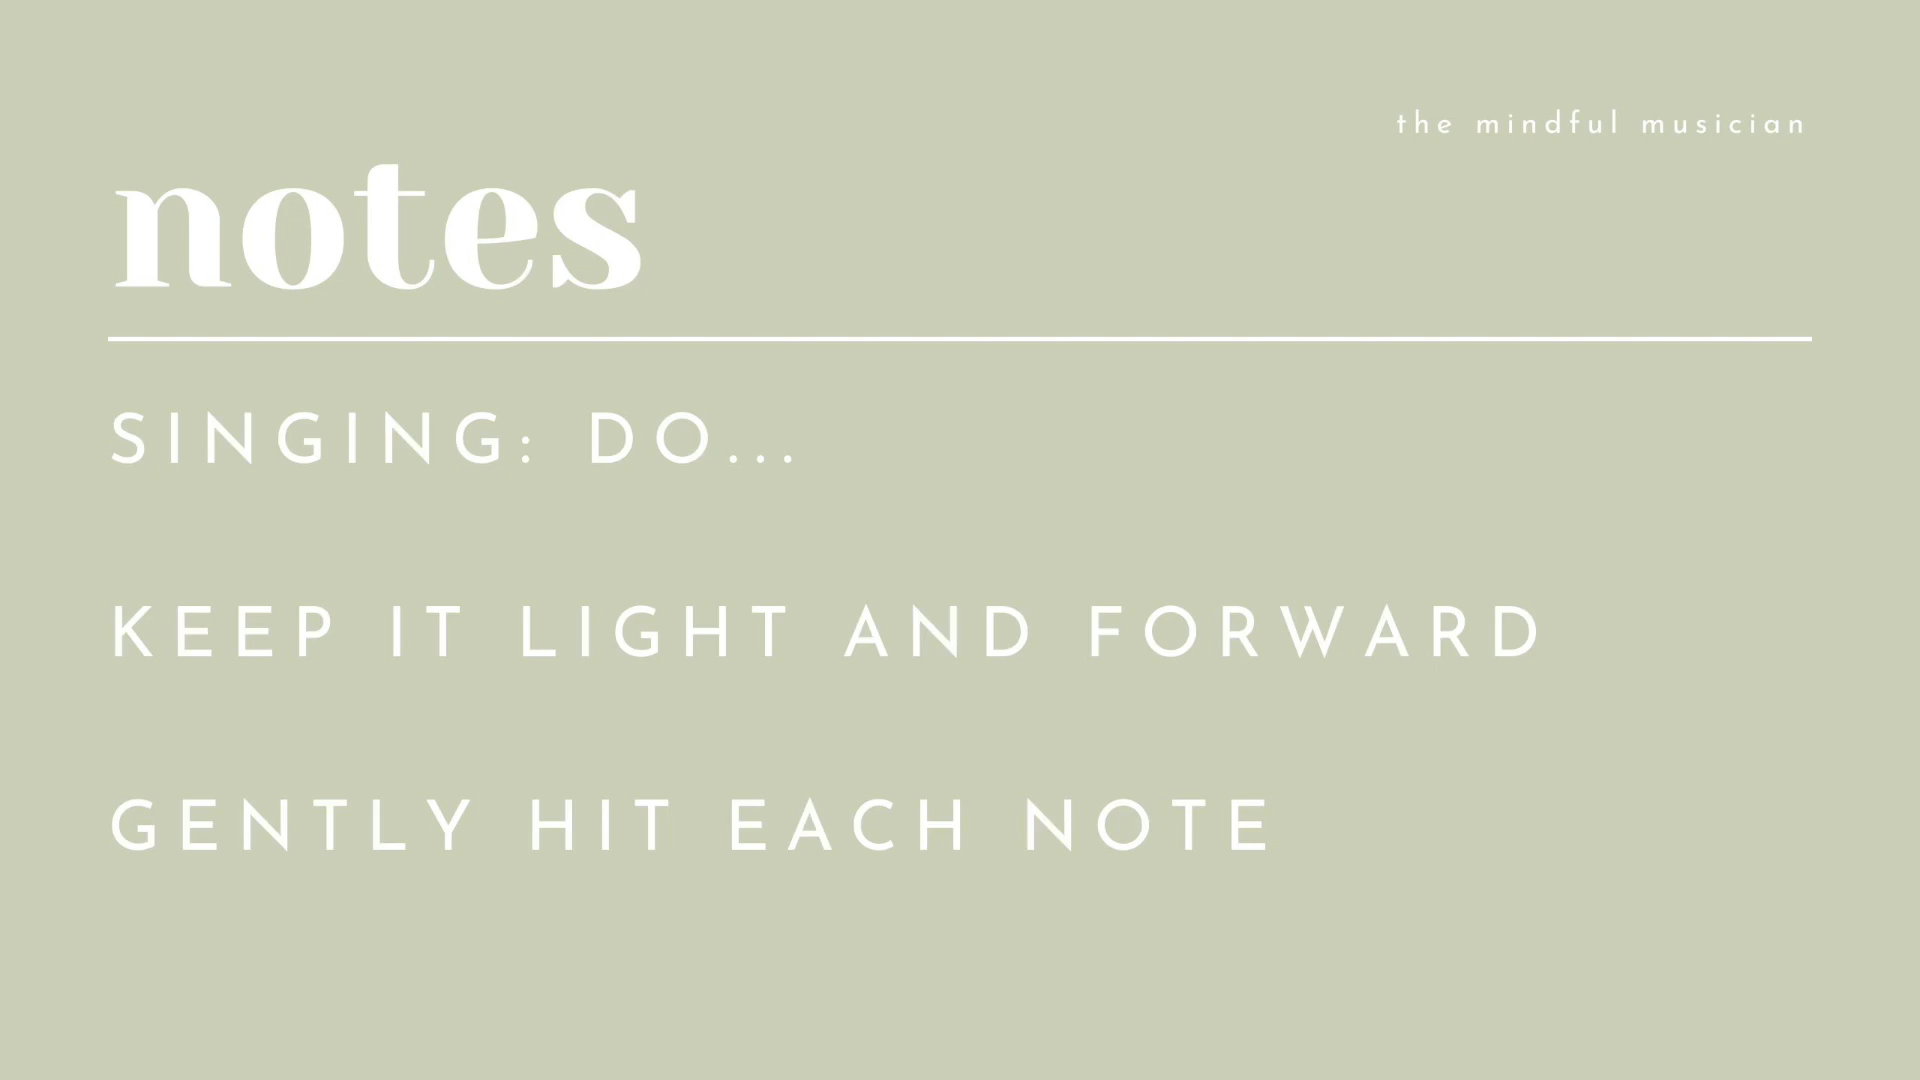 the mindful musician
notes
SINGING: DO...
KEEP IT LIGHT AND FORWARD
GENTLY HIT EACH NOTE